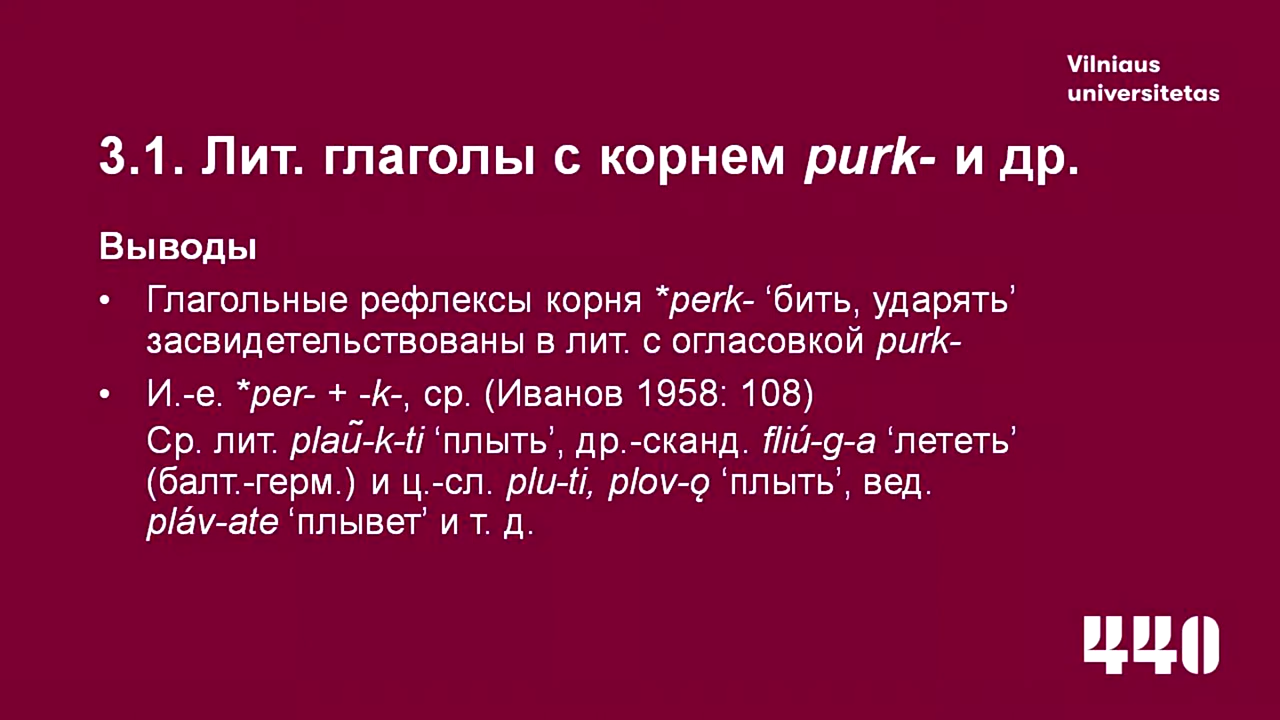 Vilniaus
universitetas
3.1. Лит. глаголы с корнем purk- и др.
Выводы
• Глагольные рефлексы корня *perk- ‘бить, ударять’
засвидетельствованы в лит. с огласовкой purk-
• И.-е. *per- + -k-, ср. (Иванов 1958: 108)
Ср. лит. plaũ-k-ti ‘плыть’, др.-сканд. fliú-g-a ‘лететь’
(балт.-герм.) и ц.-сл. plu-ti, plov-ǫ ‘плыть’, вед.
pláv-ate ‘плывет’ и т. д.
440